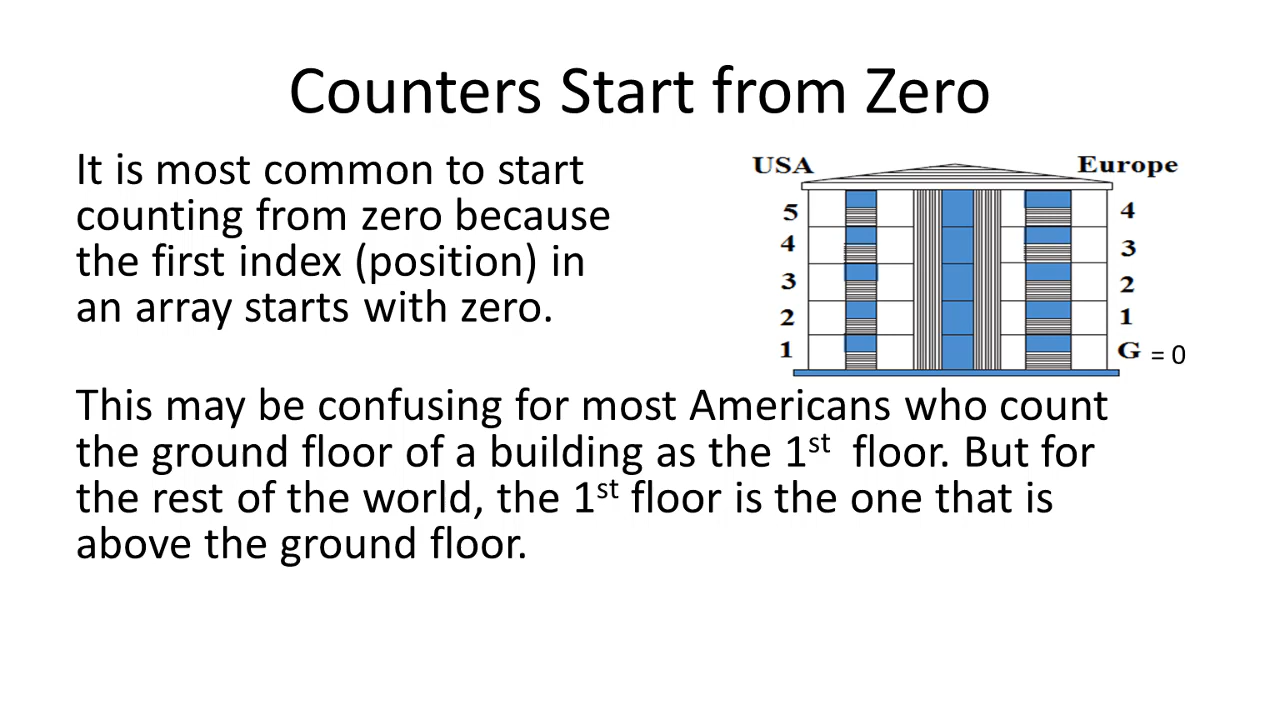 Counters Start from Zero
It is most common to start
counting from zero because
the first index (position) in
an array starts with zero.
USA
Europe
5
4
4
3
3
2
2
1
1
G = 0
This may be confusing for most Americans who count
the ground floor of a building as the 1st floor. But for
the rest of the world, the 1st floor is the one that is
above the ground floor.